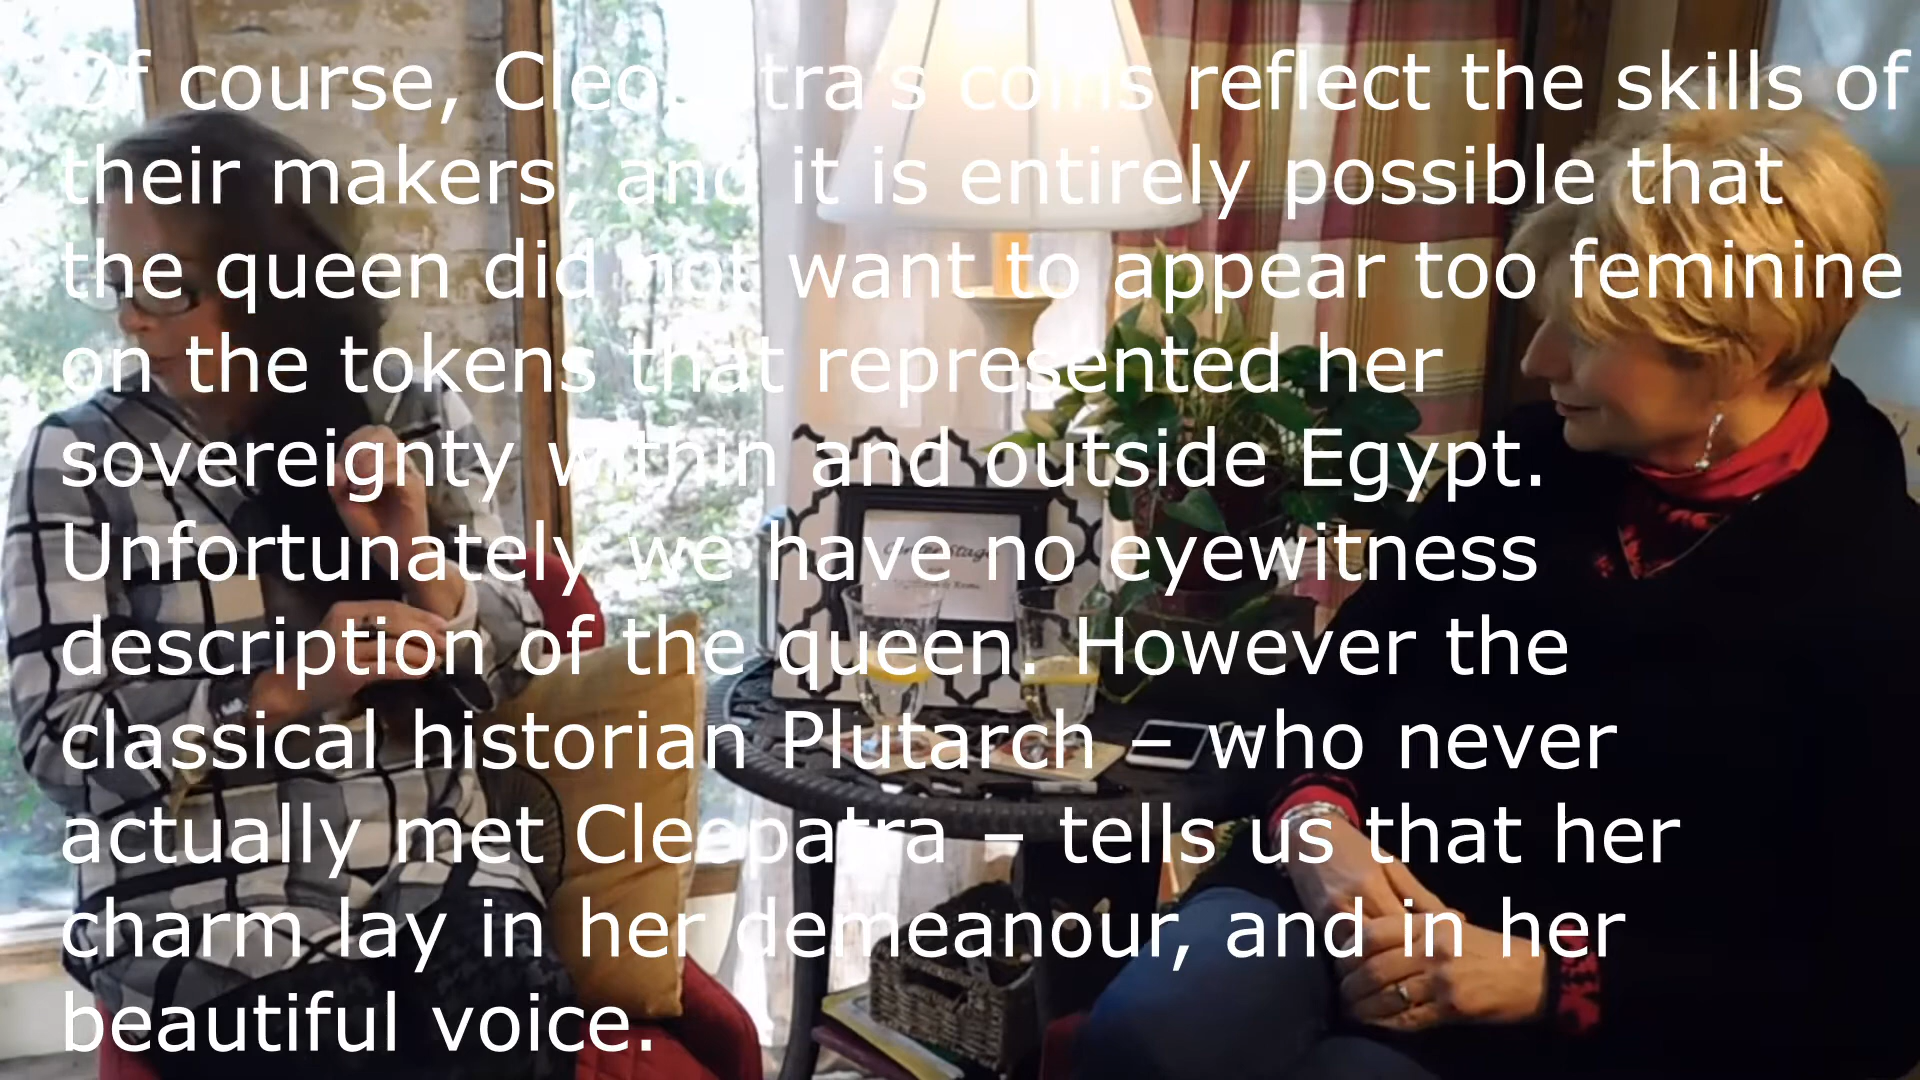 Of course, Cleopatra's coins reflect the skills of
their makers, and it is entirely possible that
the queen did not want to appear too feminine
on the tokens that represented her
sovereignty within and outside Egypt.
Unfortunately we have no eyewitness
description of the queen. However the
classical historian Plutarch – who never
actually met Cleopatra – tells us that her
charm lay in her demeanour, and in her
beautiful voice.